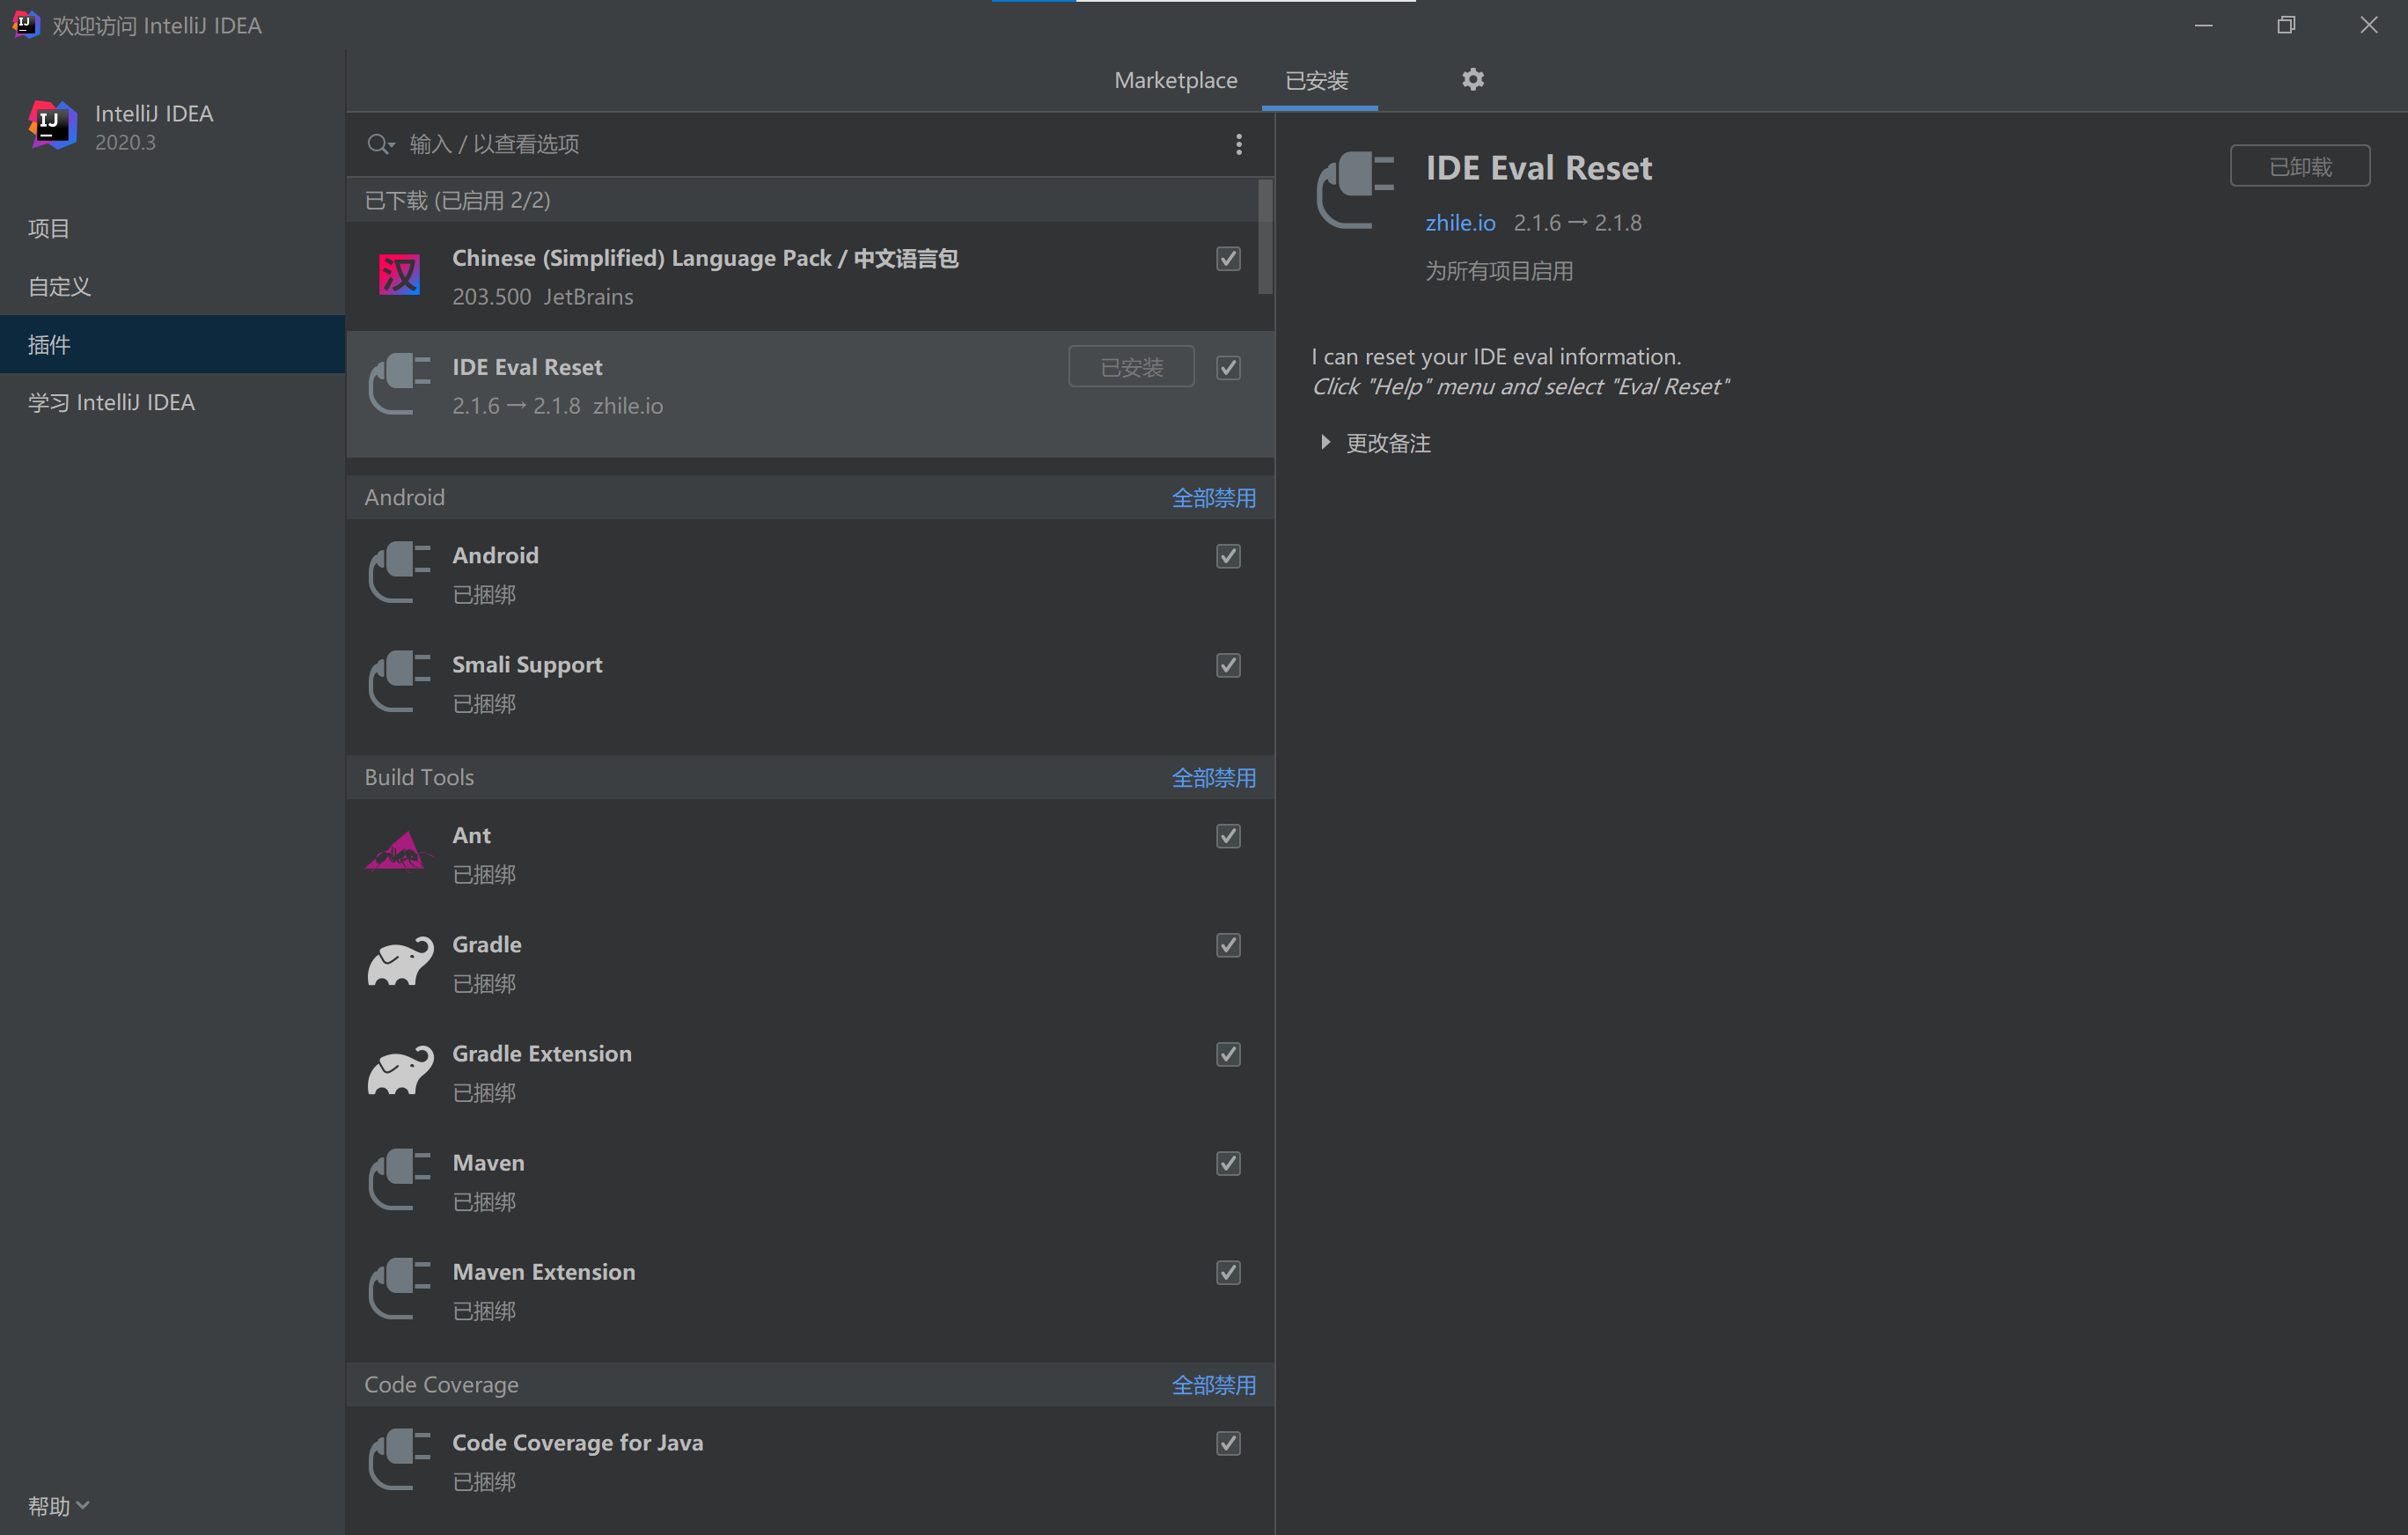 欢迎访问 IntelliJ IDEA
IntelliJ IDEA
2020.3
项目
自定义
插件
学习 IntelliJ IDEA
帮助
Marketplace
已安装
输入 / 以查看选项
已下载 (已启用 2/2)
汉
Chinese (Simplified) Language Pack / 中文语言包
203.500 JetBrains
IDE Eval Reset
已安装
2.1.6 → 2.1.8 zhile.io
Android
全部禁用
Android
已捆绑
Smali Support
已捆绑
Build Tools
全部禁用
Ant
已捆绑
Gradle
已捆绑
Gradle Extension
已捆绑
Maven
已捆绑
Maven Extension
已捆绑
Code Coverage
全部禁用
Code Coverage for Java
已捆绑
IDE Eval Reset
已卸载
zhile.io 2.1.6 → 2.1.8
为所有项目启用
I can reset your IDE eval information.
Click "Help" menu and select "Eval Reset"
更改备注